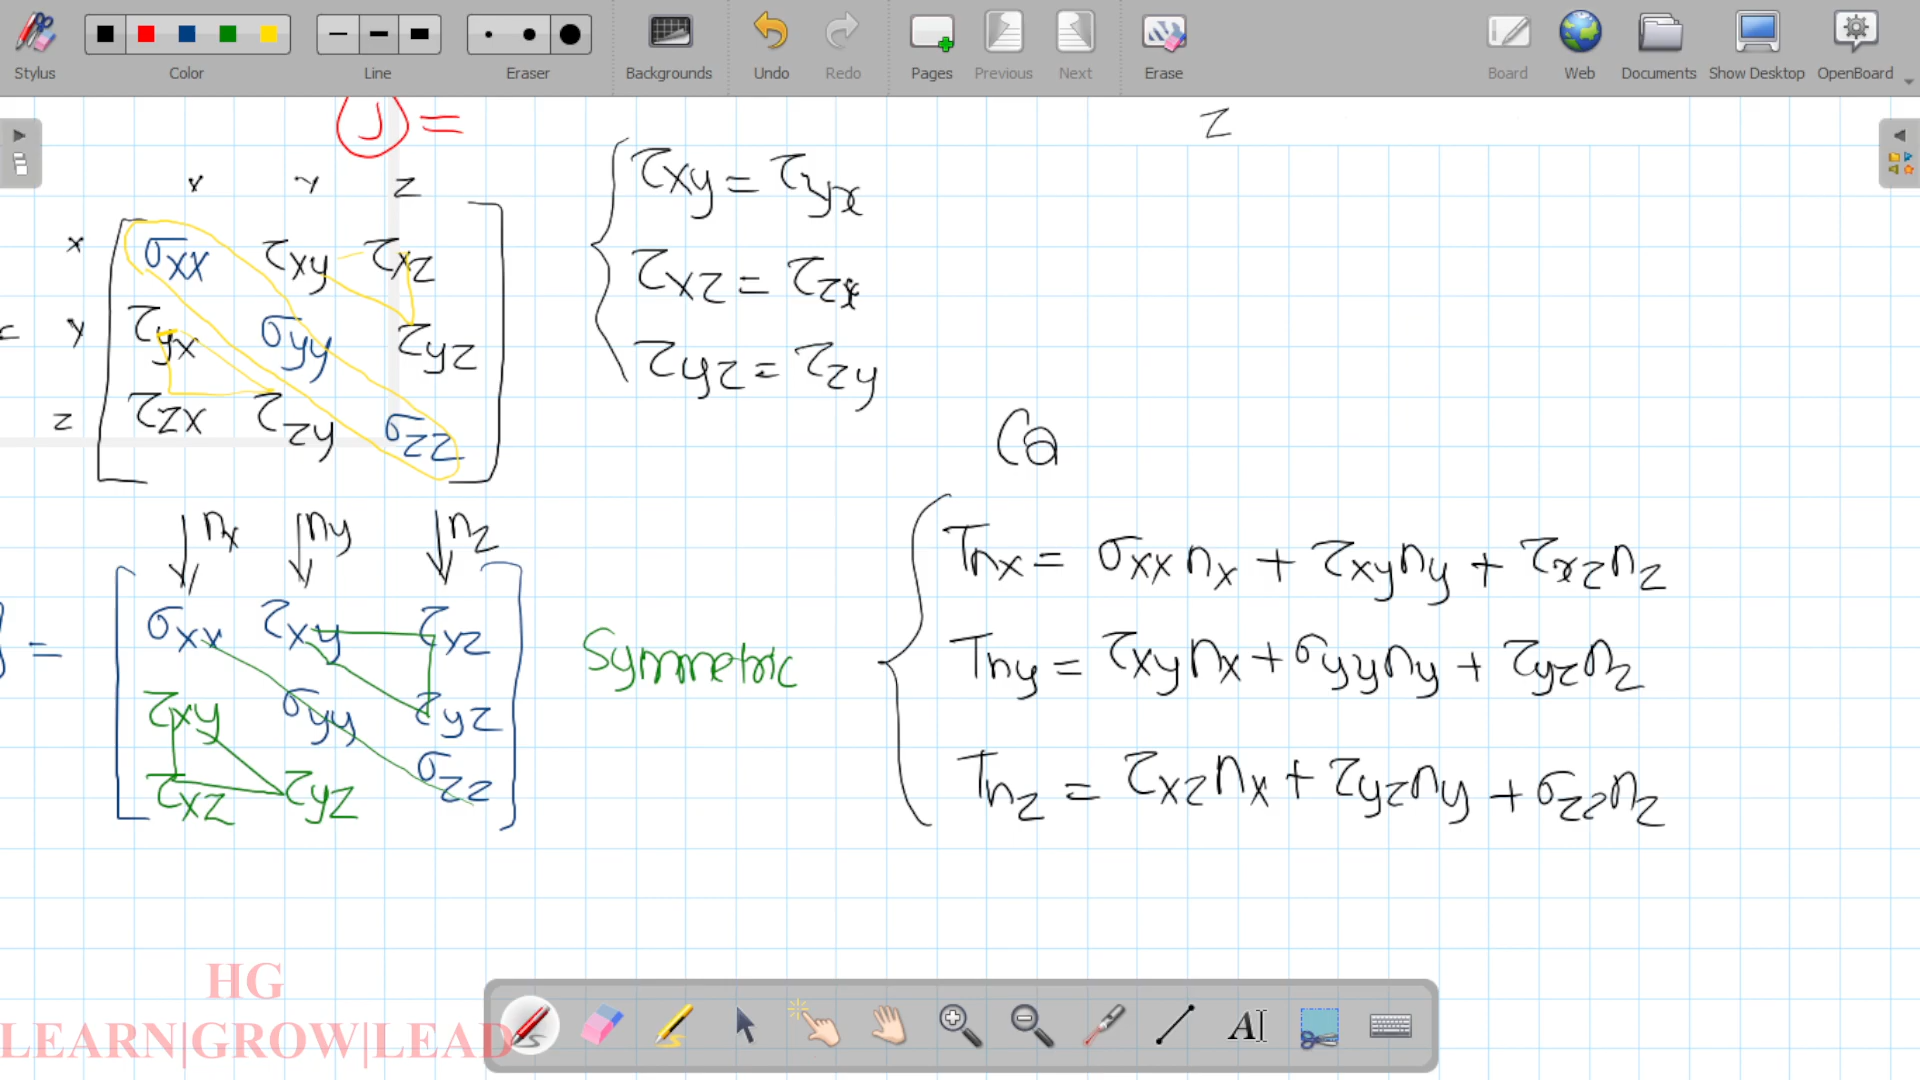 Stylus Color Line Eraser Backgrounds Undo Redo Pages Previous Next Erase Board Web Documents Show Desktop OpenBoard
J =
z
x y z
x σxx τxy τxz
y τyx σyy τyz
z τzx τzy σzz
τxy = τyx
τxz = τzx
τyz = τzy
Ca
nx ny nz
= σxx τxy τxz
τxy σyy τyz
τxz τyz σzz
Symmetric
Tnx = σxx nx + τxy ny + τxz nz
Tny = τxy nx + σyy ny + τyz nz
Tnz = τxz nx + τyz ny + σzz nz
HG
LEARN|GROW|LEAD